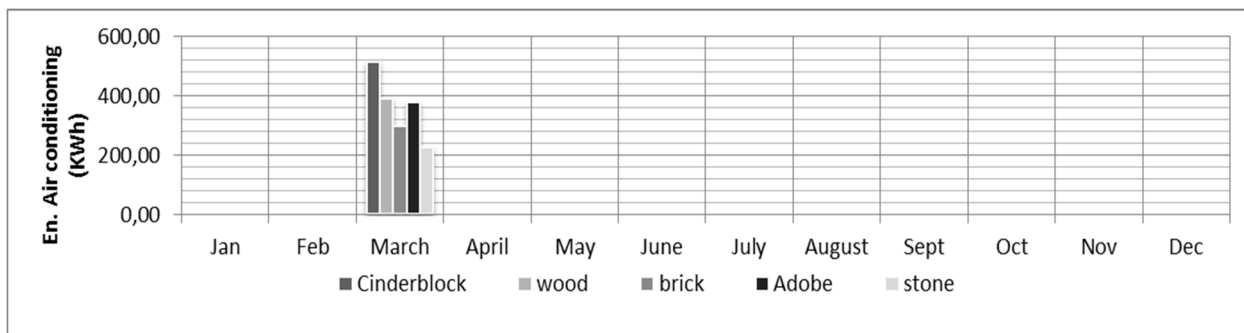 En. Air conditioning
(KWh)
600,00
400,00
200,00
0,00
Jan Feb March April May June July August Sept Oct Nov Dec
Cinderblock wood brick Adobe stone